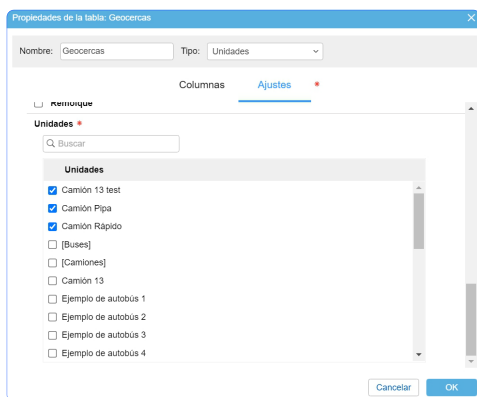 Propiedades de la tabla: Geocercas
Nombre: Geocercas Tipo: Unidades
Columnas Ajustes *
Remolque
Unidades *
Buscar
Unidades
Camión 13 test
Camión Pipa
Camión Rápido
[Buses]
[Camiones]
Camión 13
Ejemplo de autobús 1
Ejemplo de autobús 2
Ejemplo de autobús 3
Ejemplo de autobús 4
Cancelar OK